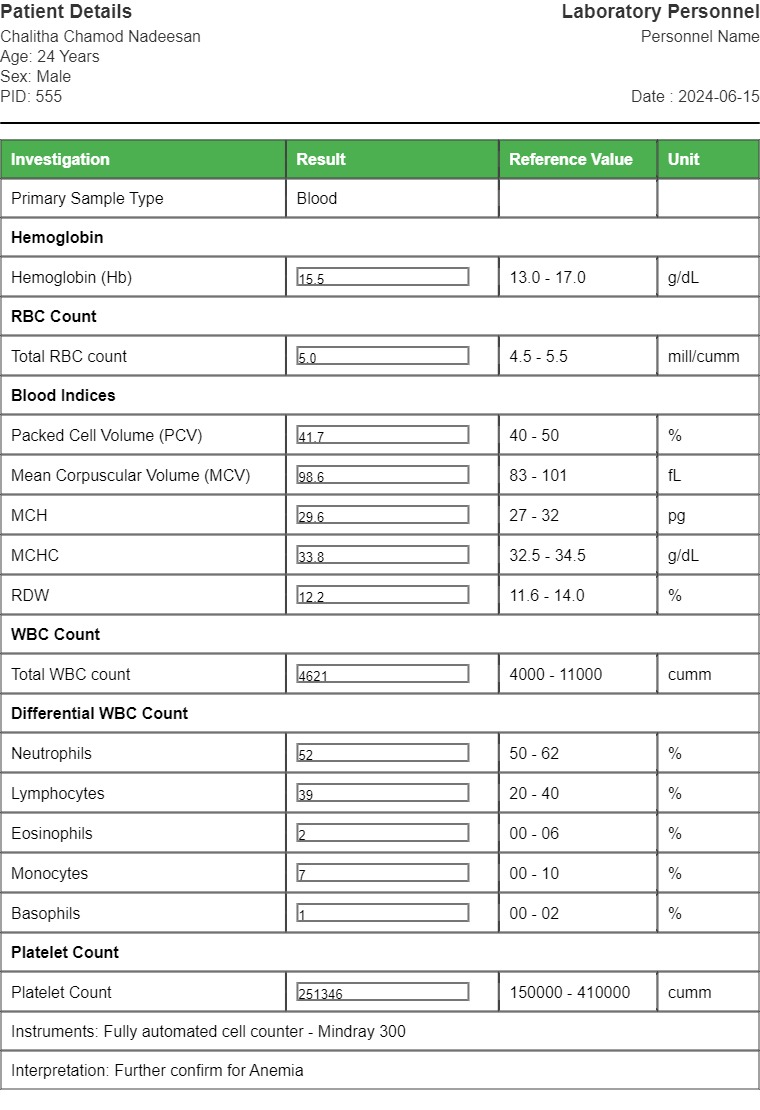 Patient Details Laboratory Personnel
Chalitha Chamod Nadeesan Personnel Name
Age: 24 Years
Sex: Male
PID: 555 Date : 2024-06-15
Investigation Result Reference Value Unit
Primary Sample Type Blood
Hemoglobin
Hemoglobin (Hb) 15.5 13.0 - 17.0 g/dL
RBC Count
Total RBC count 5.0 4.5 - 5.5 mill/cumm
Blood Indices
Packed Cell Volume (PCV) 41.7 40 - 50 %
Mean Corpuscular Volume (MCV) 98.6 83 - 101 fL
MCH 29.6 27 - 32 pg
MCHC 33.8 32.5 - 34.5 g/dL
RDW 12.2 11.6 - 14.0 %
WBC Count
Total WBC count 4621 4000 - 11000 cumm
Differential WBC Count
Neutrophils 52 50 - 62 %
Lymphocytes 39 20 - 40 %
Eosinophils 2 00 - 06 %
Monocytes 7 00 - 10 %
Basophils 1 00 - 02 %
Platelet Count
Platelet Count 251346 150000 - 410000 cumm
Instruments: Fully automated cell counter - Mindray 300
Interpretation: Further confirm for Anemia